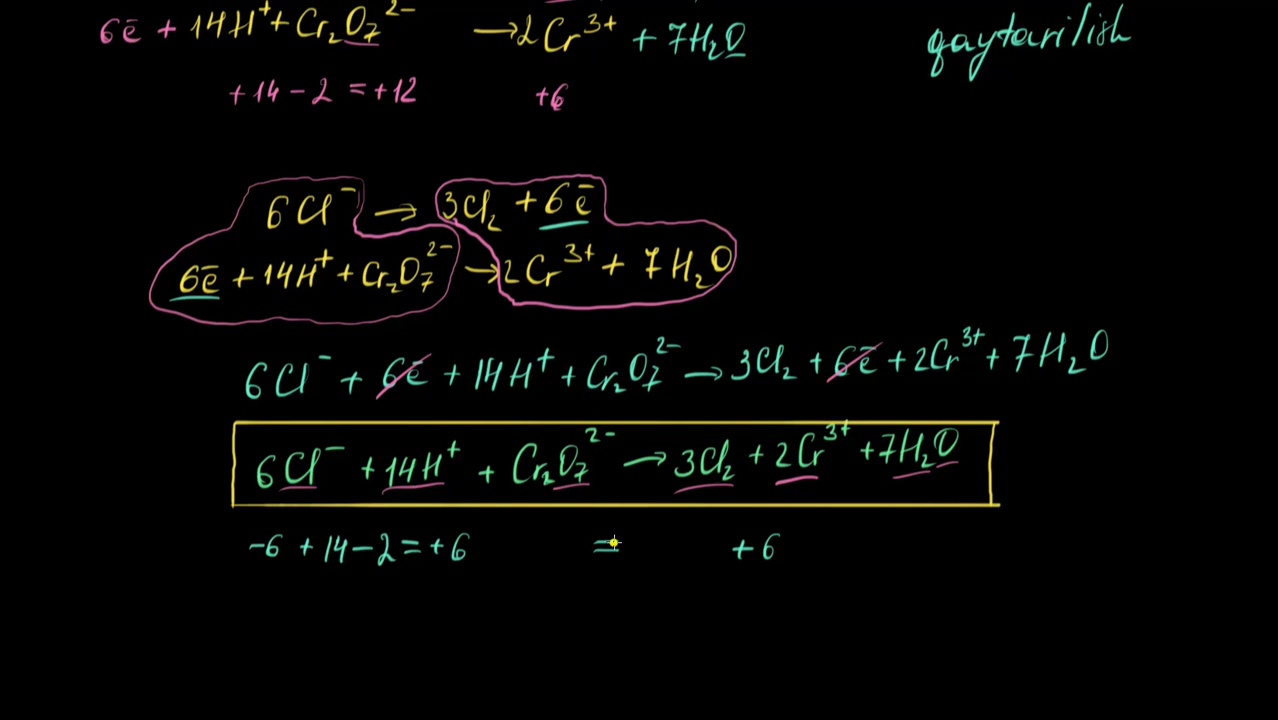 6ē + 14H⁺ + Cr₂O₇²⁻ → 2Cr³⁺ + 7H₂O qaytarilish
+14 − 2 = +12 +6
6Cl⁻ → 3Cl₂ + 6ē
6ē + 14H⁺ + Cr₂O₇²⁻ → 2Cr³⁺ + 7H₂O
6Cl⁻ + 6ē + 14H⁺ + Cr₂O₇²⁻ → 3Cl₂ + 6ē + 2Cr³⁺ + 7H₂O
6Cl⁻ + 14H⁺ + Cr₂O₇²⁻ → 3Cl₂ + 2Cr³⁺ + 7H₂O
−6 + 14 − 2 = +6 = +6